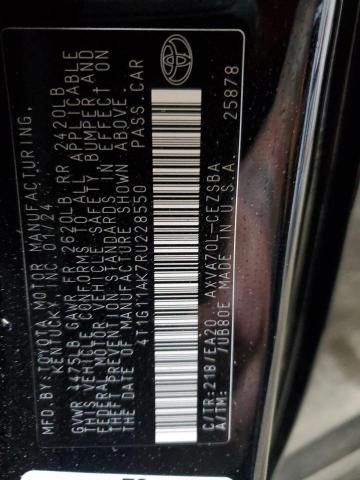 MFD BY:TOYOTA MOTOR MANUFACTURING,
KENTUCKY, INC. 01/24
GVWR 4475LB GAWR FR 2620LB RR 2420LB
THIS VEHICLE CONFORMS TO ALL APPLICABLE
FEDERAL MOTOR VEHICLE SAFETY, BUMPER AND
THEFT PREVENTION STANDARDS IN EFFECT ON
THE DATE OF MANUFACTURE SHOWN ABOVE.
4T1G11AK7RU228550 PASS.CAR
C/TR:218/EA20 AXVA70L-CEZSBA
A/TM: /UB80E MADE IN U.S.A. 25878